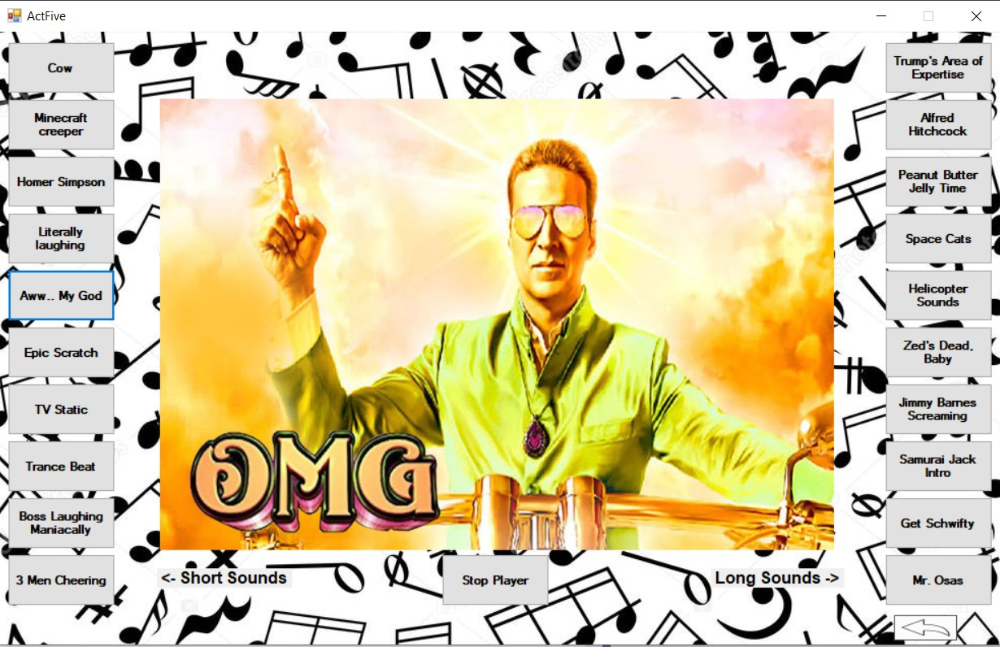 ActFive
Cow
Minecraft
creeper
Homer Simpson
Literally
laughing
Aww.. My God
Epic Scratch
TV Static
Trance Beat
Boss Laughing
Maniacally
3 Men Cheering
OMG
<- Short Sounds
Stop Player
Long Sounds ->
Trump's Area of
Expertise
Alfred
Hitchcock
Peanut Butter
Jelly Time
Space Cats
Helicopter
Sounds
Zed's Dead,
Baby
Jimmy Barnes
Screaming
Samurai Jack
Intro
Get Schwifty
Mr. Osas